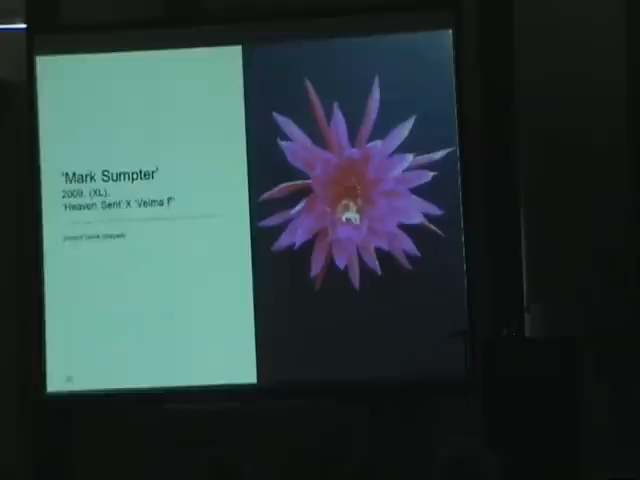 'Mark Sumpter'
2009, (XL),
'Heaven Sent' X 'Velma F'